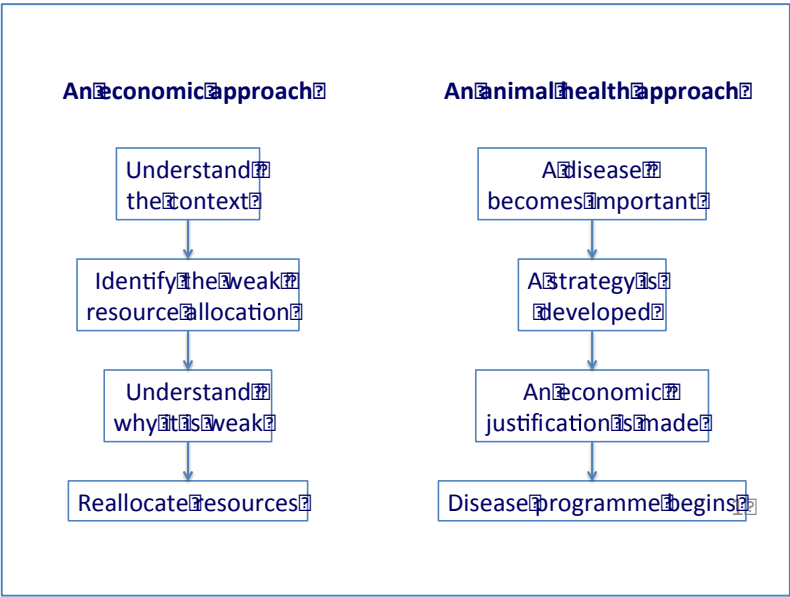 An economic approach
Understand
the context
Identify the weak
resource allocation
Understand
why it is weak
Reallocate resources
An animal health approach
A disease
becomes important
A strategy is
developed
An economic
justification is made
Disease programme begins